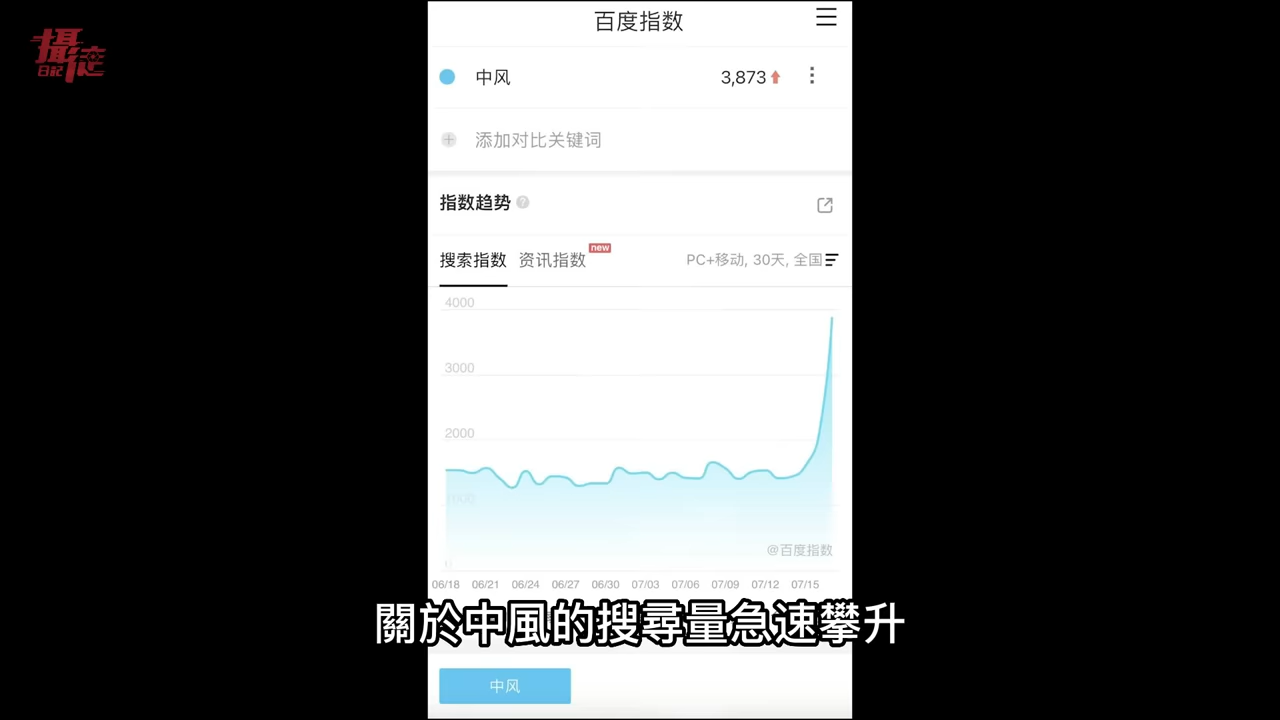 攝徒
日記
百度指数
中风 3,873
添加对比关键词
指数趋势 ?
搜索指数 资讯指数 new PC+移动, 30天, 全国
4000
3000
2000
1000
0
@百度指数
06/18 06/21 06/24 06/27 06/30 07/03 07/06 07/09 07/12 07/15
關於中風的搜尋量急速攀升
中风